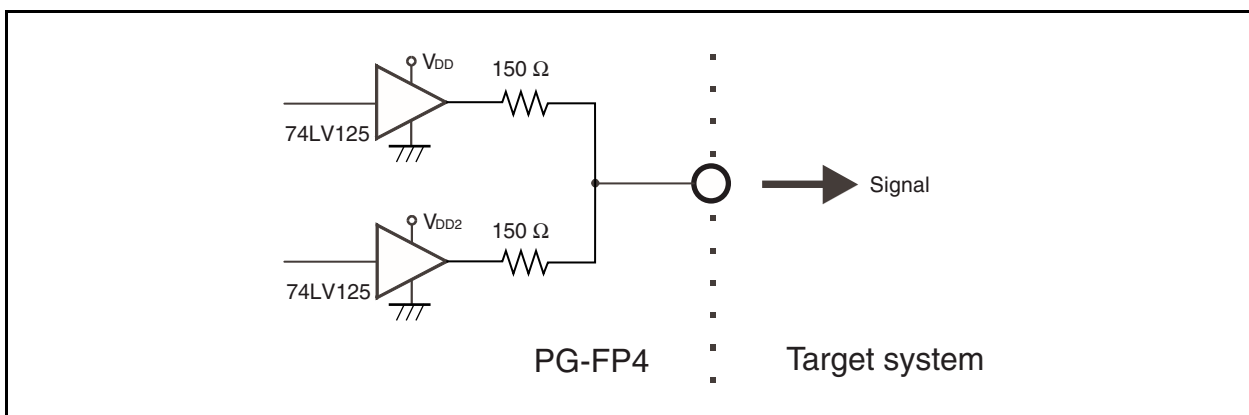 VDD
150 Ω
74LV125
Signal
VDD2
150 Ω
74LV125
PG-FP4
Target system